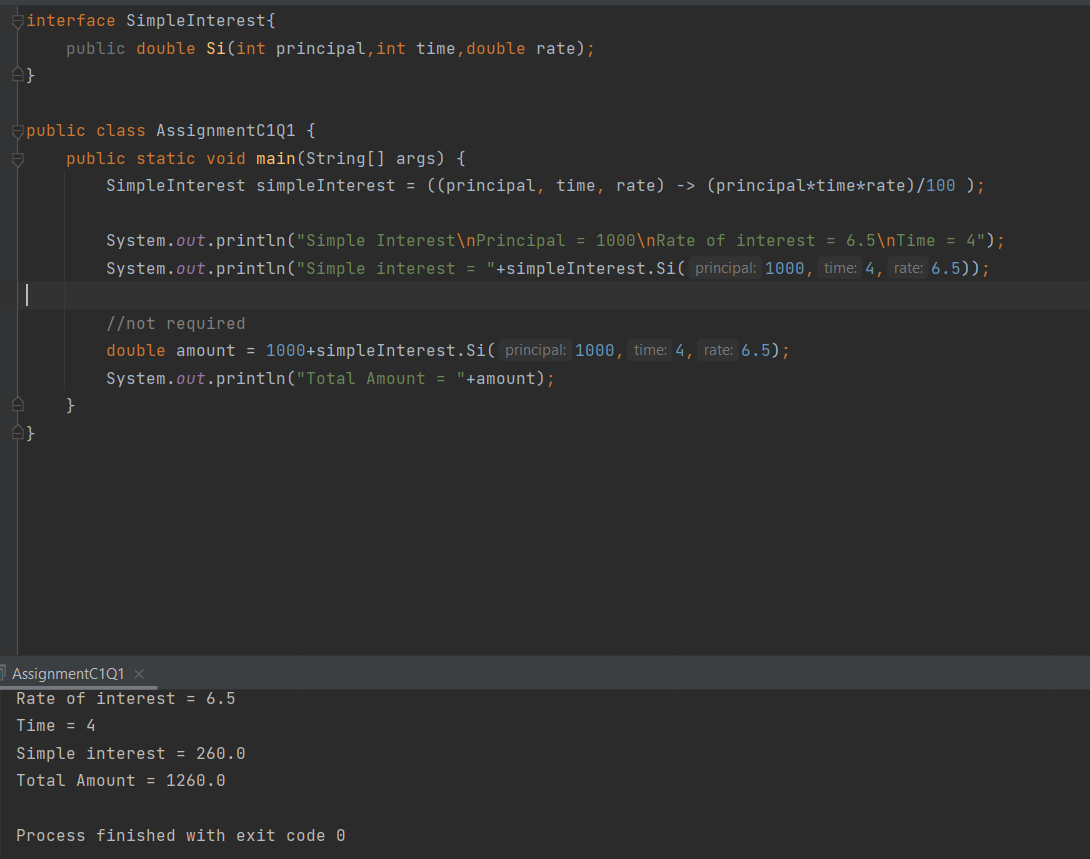 interface SimpleInterest{
    public double Si(int principal,int time,double rate);
}
public class AssignmentC1Q1 {
    public static void main(String[] args) {
        SimpleInterest simpleInterest = ((principal, time, rate) -> (principal*time*rate)/100 );
        System.out.println("Simple Interest\nPrincipal = 1000\nRate of interest = 6.5\nTime = 4");
        System.out.println("Simple interest = "+simpleInterest.Si( principal: 1000, time: 4, rate: 6.5));
        //not required
        double amount = 1000+simpleInterest.Si( principal: 1000, time: 4, rate: 6.5);
        System.out.println("Total Amount = "+amount);
    }
}
AssignmentC1Q1 ×
Rate of interest = 6.5
Time = 4
Simple interest = 260.0
Total Amount = 1260.0
Process finished with exit code 0